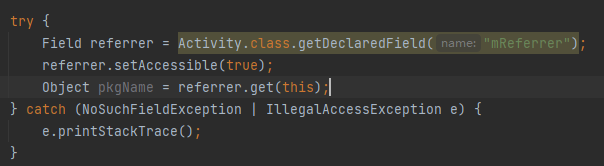 try {
    Field referrer = Activity.class.getDeclaredField( name: "mReferrer");
    referrer.setAccessible(true);
    Object pkgName = referrer.get(this);
} catch (NoSuchFieldException | IllegalAccessException e) {
    e.printStackTrace();
}